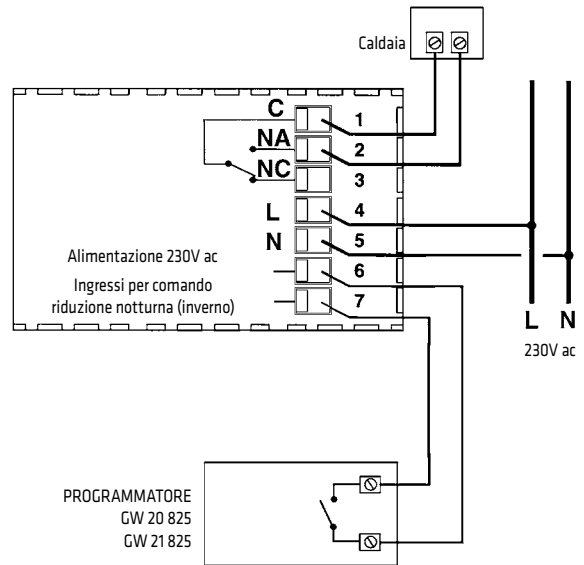 Caldaia
C
1
NA
2
NC
3
L
4
N
5
Alimentazione 230V ac
6
Ingressi per comando
riduzione notturna (inverno)
7
L N
230V ac
PROGRAMMATORE
GW 20 825
GW 21 825